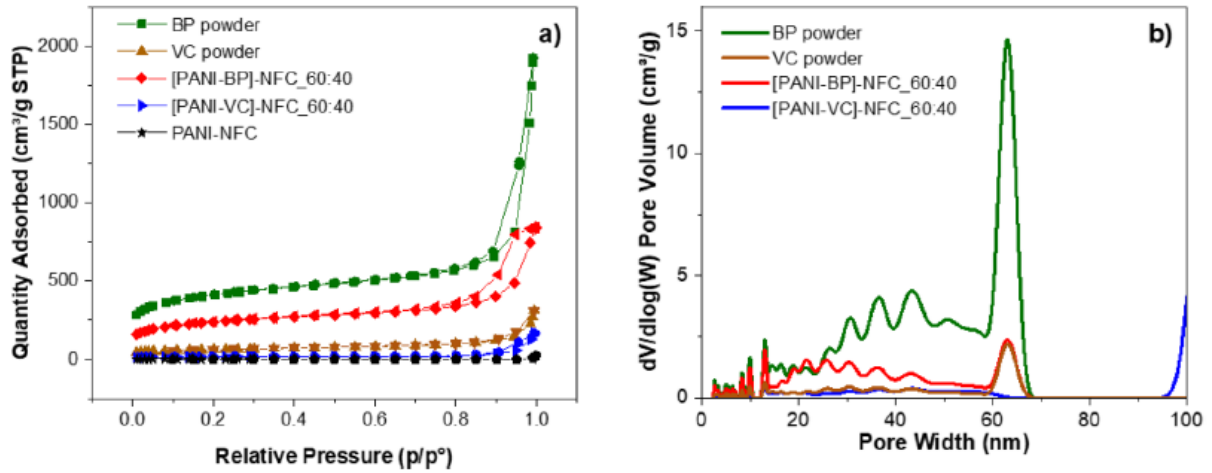 a)
BP powder
VC powder
[PANI-BP]-NFC_60:40
[PANI-VC]-NFC_60:40
PANI-NFC
2000
1500
1000
500
0
Quantity Adsorbed (cm³/g STP)
0.0 0.2 0.4 0.6 0.8 1.0
Relative Pressure (p/p°)
b)
BP powder
VC powder
[PANI-BP]-NFC_60:40
[PANI-VC]-NFC_60:40
15
10
5
0
dV/dlog(W) Pore Volume (cm³/g)
0 20 40 60 80 100
Pore Width (nm)